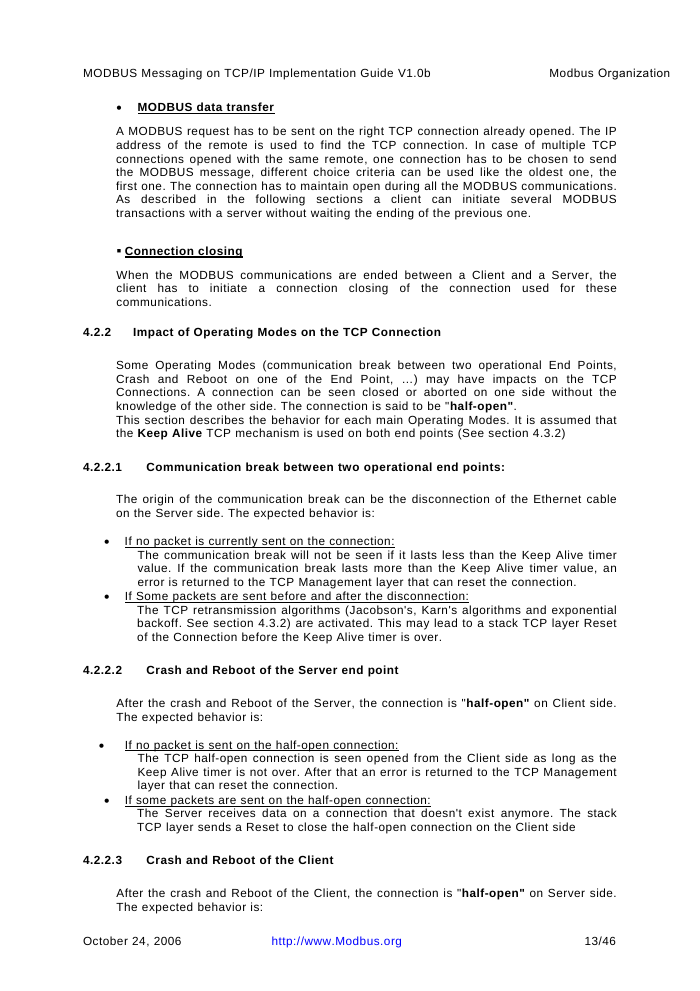 MODBUS Messaging on TCP/IP Implementation Guide V1.0b Modbus Organization
• MODBUS data transfer
A MODBUS request has to be sent on the right TCP connection already opened. The IP
address of the remote is used to find the TCP connection. In case of multiple TCP
connections opened with the same remote, one connection has to be chosen to send
the MODBUS message, different choice criteria can be used like the oldest one, the
first one. The connection has to maintain open during all the MODBUS communications.
As described in the following sections a client can initiate several MODBUS
transactions with a server without waiting the ending of the previous one.
▪ Connection closing
When the MODBUS communications are ended between a Client and a Server, the
client has to initiate a connection closing of the connection used for these
communications.
4.2.2 Impact of Operating Modes on the TCP Connection
Some Operating Modes (communication break between two operational End Points,
Crash and Reboot on one of the End Point, ...) may have impacts on the TCP
Connections. A connection can be seen closed or aborted on one side without the
knowledge of the other side. The connection is said to be "half-open".
This section describes the behavior for each main Operating Modes. It is assumed that
the Keep Alive TCP mechanism is used on both end points (See section 4.3.2)
4.2.2.1 Communication break between two operational end points:
The origin of the communication break can be the disconnection of the Ethernet cable
on the Server side. The expected behavior is:
• If no packet is currently sent on the connection:
The communication break will not be seen if it lasts less than the Keep Alive timer
value. If the communication break lasts more than the Keep Alive timer value, an
error is returned to the TCP Management layer that can reset the connection.
• If Some packets are sent before and after the disconnection:
The TCP retransmission algorithms (Jacobson's, Karn's algorithms and exponential
backoff. See section 4.3.2) are activated. This may lead to a stack TCP layer Reset
of the Connection before the Keep Alive timer is over.
4.2.2.2 Crash and Reboot of the Server end point
After the crash and Reboot of the Server, the connection is "half-open" on Client side.
The expected behavior is:
• If no packet is sent on the half-open connection:
The TCP half-open connection is seen opened from the Client side as long as the
Keep Alive timer is not over. After that an error is returned to the TCP Management
layer that can reset the connection.
• If some packets are sent on the half-open connection:
The Server receives data on a connection that doesn't exist anymore. The stack
TCP layer sends a Reset to close the half-open connection on the Client side
4.2.2.3 Crash and Reboot of the Client
After the crash and Reboot of the Client, the connection is "half-open" on Server side.
The expected behavior is:
October 24, 2006 http://www.Modbus.org 13/46